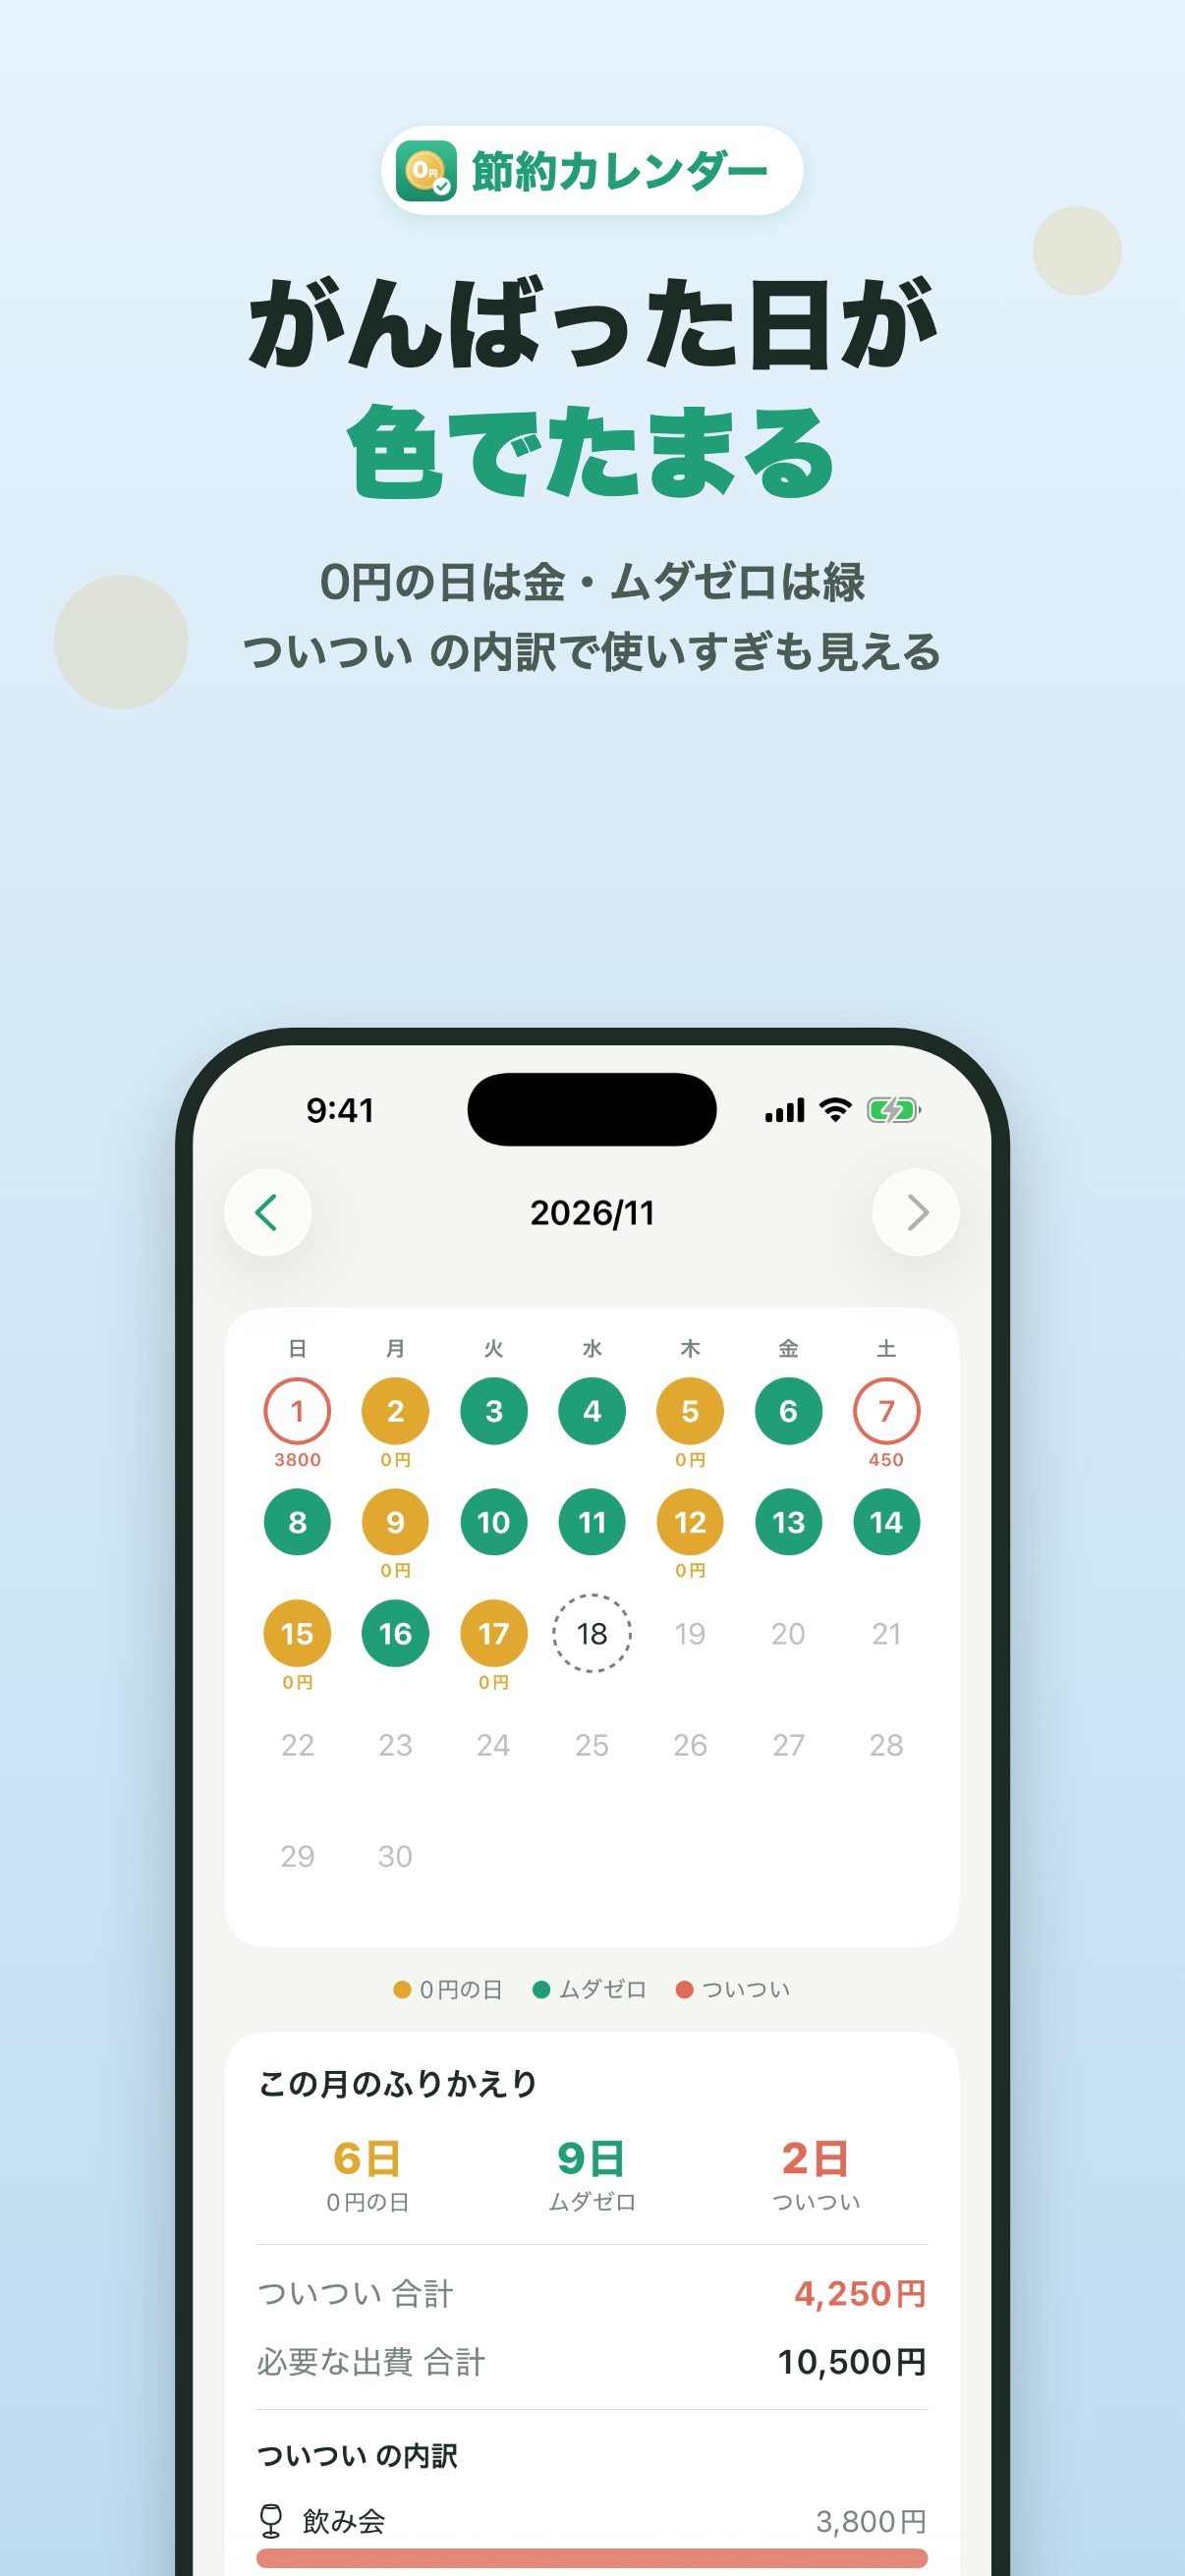 0円 節約カレンダー
がんばった日が
色でたまる
0円の日は金・ムダゼロは緑
ついつい の内訳で使いすぎも見える
9:41
2026/11
日 月 火 水 木 金 土
1 2 3 4 5 6 7
3800 0円 0円 450
8 9 10 11 12 13 14
0円 0円
15 16 17 18 19 20 21
0円 0円
22 23 24 25 26 27 28
29 30
0円の日 ムダゼロ ついつい
この月のふりかえり
6日 9日 2日
0円の日 ムダゼロ ついつい
ついつい 合計 4,250円
必要な出費 合計 10,500円
ついつい の内訳
飲み会 3,800円